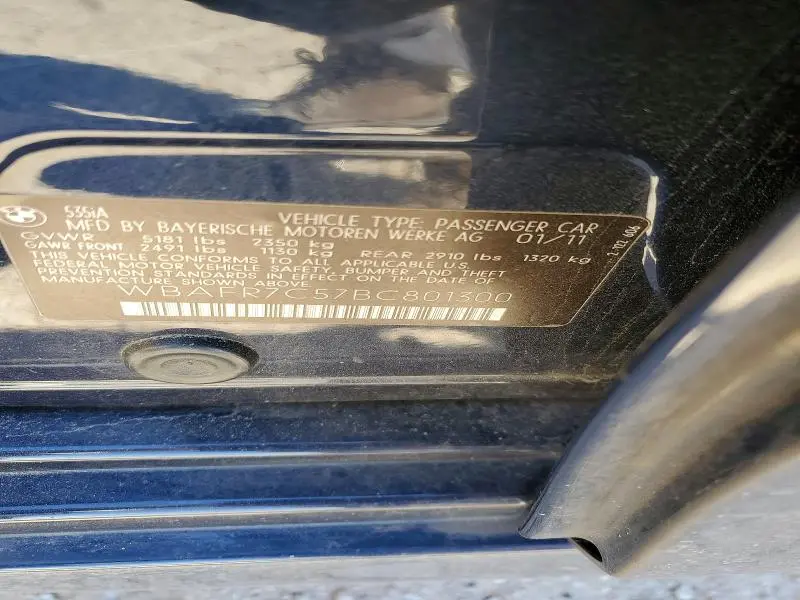 535iA VEHICLE TYPE: PASSENGER CAR
MFD BY BAYERISCHE MOTOREN WERKE AG 01/11
GVWR 5181 lbs 2350 kg
GAWR FRONT 2491 lbs 1130 kg REAR 2910 lbs 1320 kg
THIS VEHICLE CONFORMS TO ALL APPLICABLE U.S.
FEDERAL MOTOR VEHICLE SAFETY, BUMPER AND THEFT
PREVENTION STANDARDS IN EFFECT ON THE DATE OF
MANUFACTURE SHOWN ABOVE
WBAFR7C57BC801300